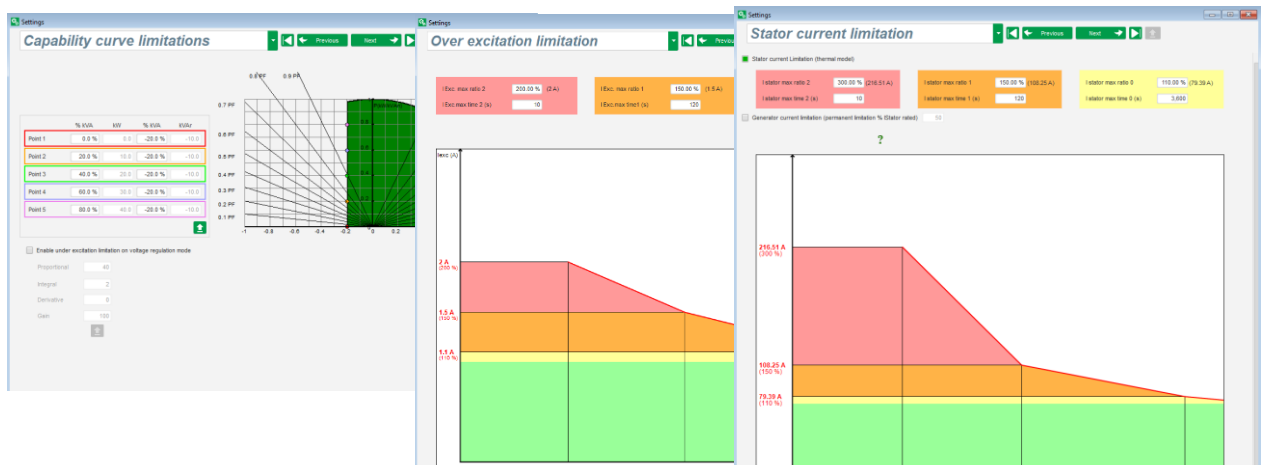 Settings
Capability curve limitations
Previous
Next
0.8 PF
0.9 PF
0.7 PF
0.6 PF
0.5 PF
0.4 PF
0.3 PF
0.2 PF
0.1 PF
-1 -0.8 -0.6 -0.4 -0.2 0 0.2
% kVA kW % kVA kVAr
Point 1 0.0 % 0.0 -20.0 % -10.0
Point 2 20.0 % 10.0 -20.0 % -10.0
Point 3 40.0 % 20.0 -20.0 % -10.0
Point 4 60.0 % 30.0 -20.0 % -10.0
Point 5 80.0 % 40.0 -20.0 % -10.0
Enable under excitation limitation on voltage regulation mode
Proportional 40
Integral 2
Derivative 0
Gain 100
Settings
Over excitation limitation
Previous
I Exc. max ratio 2 200.00 % (2 A)
I Exc.max time 2 (s) 10
I Exc. max ratio 1 150.00 % (1.5 A)
I Exc.max time1 (s) 120
Iexc (A)
2 A
(200 %)
1.5 A
(150 %)
1.1 A
(110 %)
Settings
Stator current limitation
Previous
Next
Stator current Limitation (thermal model)
I stator max ratio 2 300.00 % (216.51 A)
I stator max time 2 (s) 10
I stator max ratio 1 150.00 % (108.25 A)
I stator max time 1 (s) 120
I stator max ratio 0 110.00 % (79.39 A)
I stator max time 0 (s) 3,600
Generator current limitation (permanent limitation % IStator rated)
?
216.51 A
(300 %)
108.25 A
(150 %)
79.39 A
(110 %)